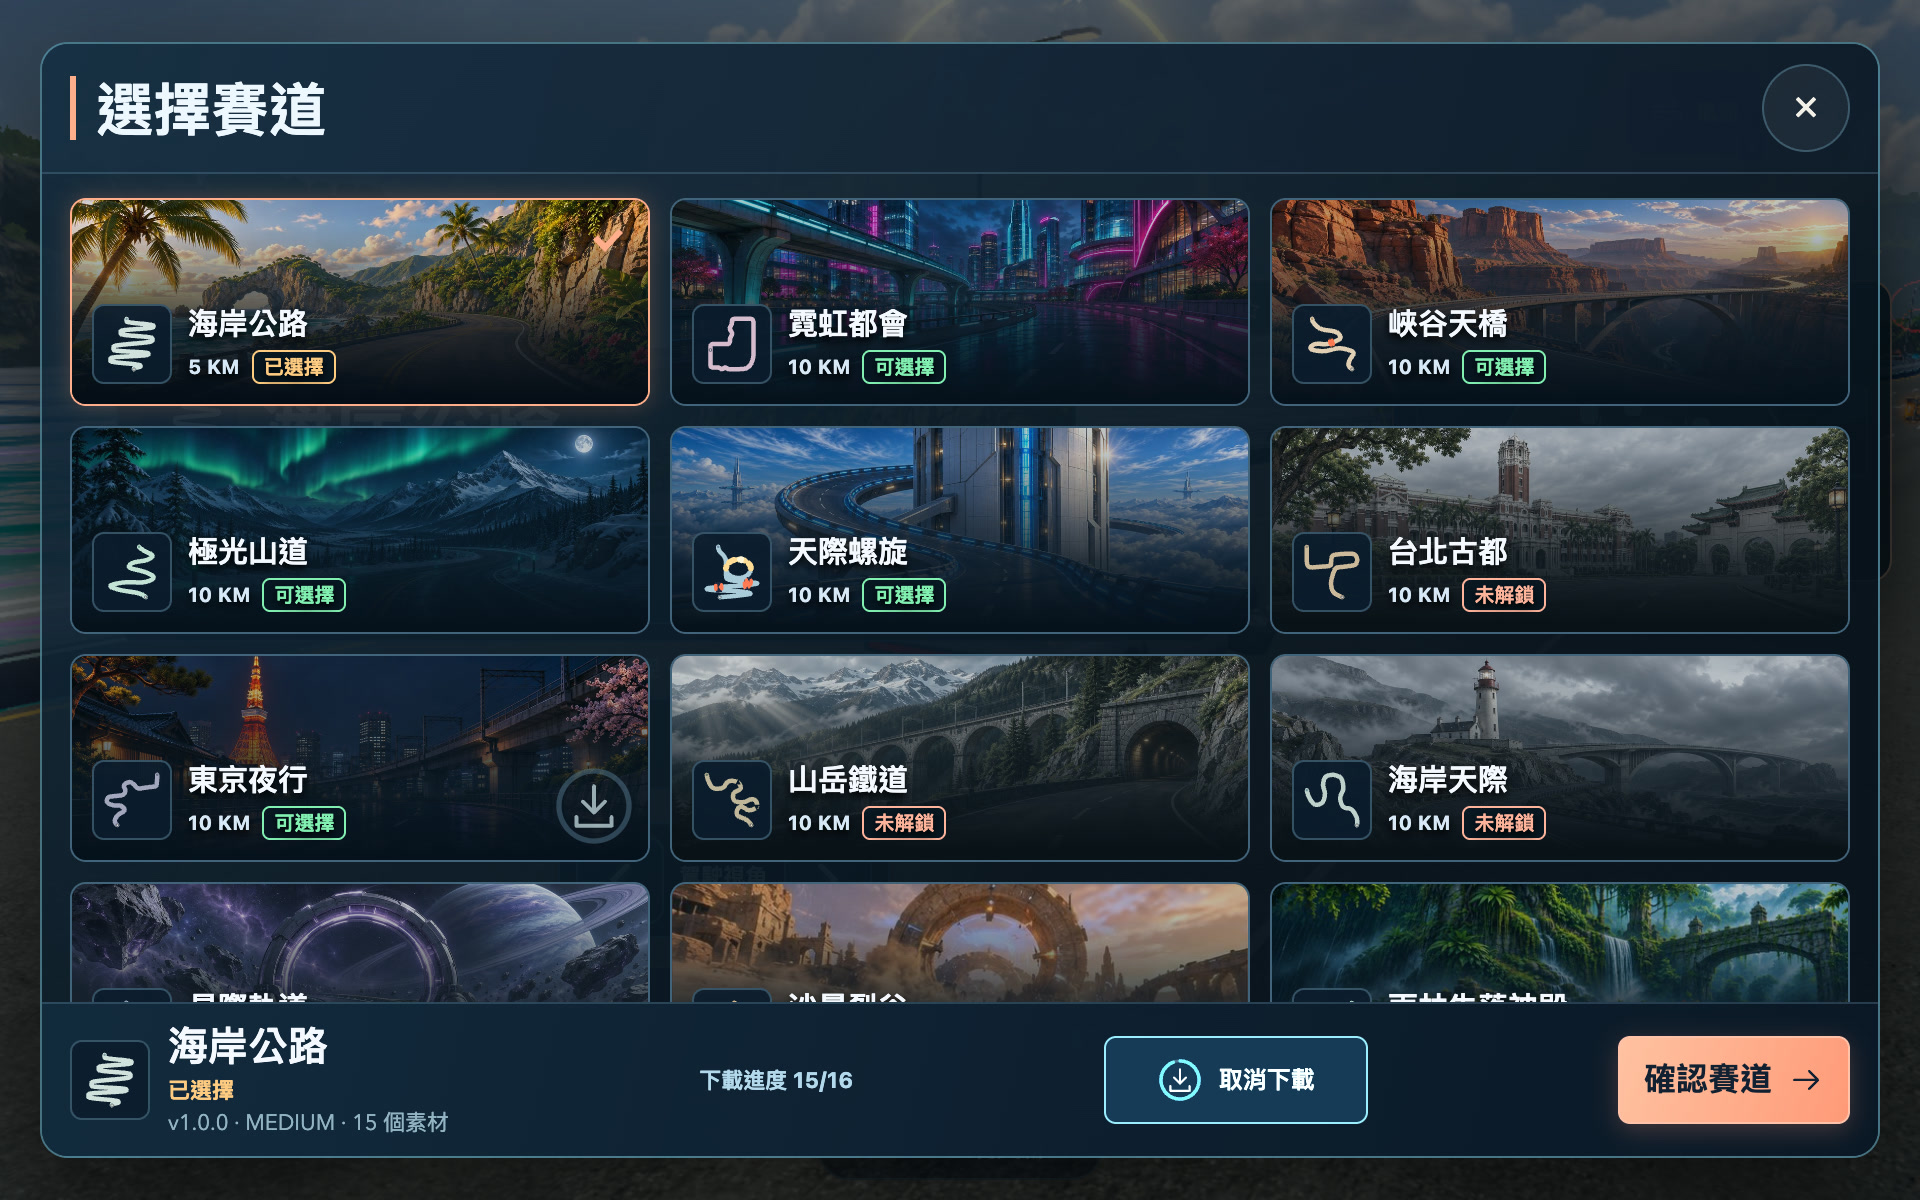 選擇賽道
海岸公路
5 KM 已選擇
霓虹都會
10 KM 可選擇
峽谷天橋
10 KM 可選擇
極光山道
10 KM 可選擇
天際螺旋
10 KM 可選擇
台北古都
10 KM 未解鎖
東京夜行
10 KM 可選擇
山岳鐵道
10 KM 未解鎖
海岸天際
10 KM 未解鎖
海岸公路
已選擇
v1.0.0 · MEDIUM · 15 個素材
下載進度 15/16
取消下載
確認賽道 →